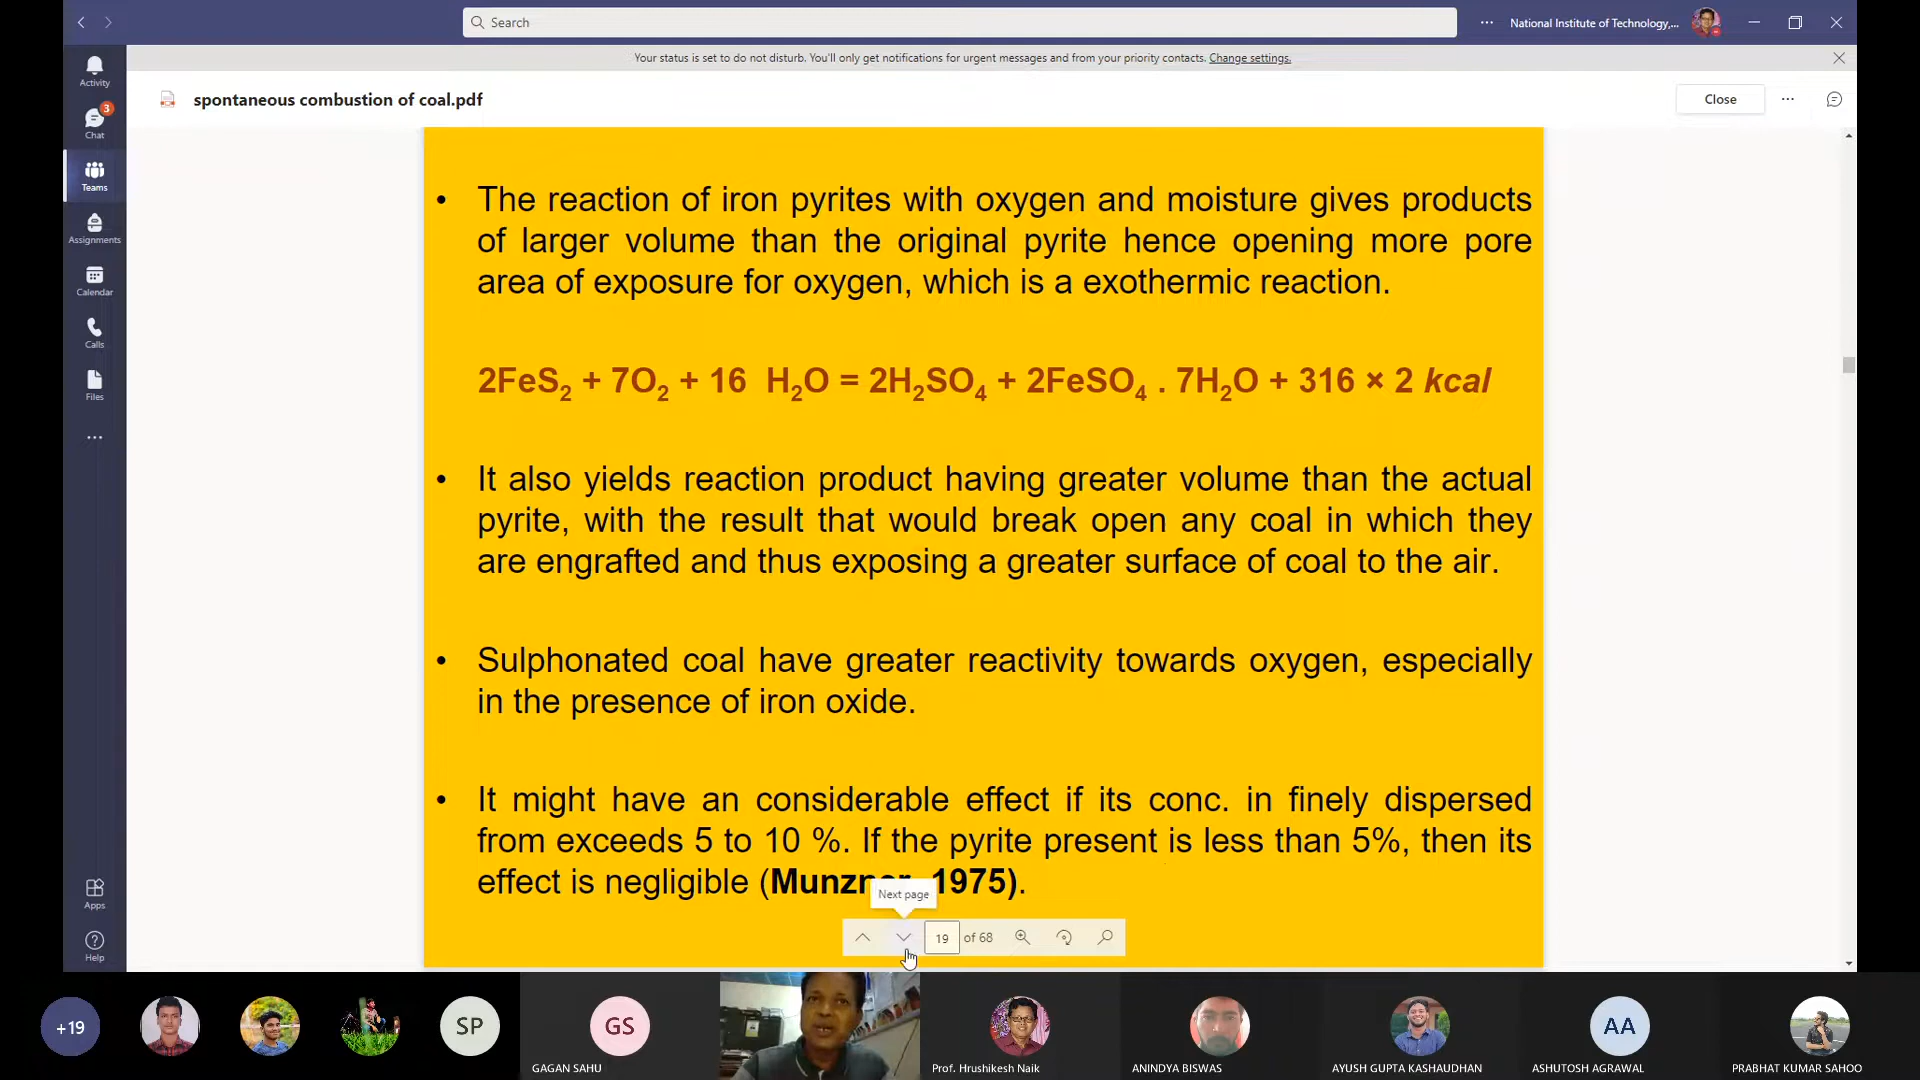 Search
National Institute of Technology,...
Your status is set to do not disturb. You'll only get notifications for urgent messages and from your priority contacts. Change settings.
Activity
3
Chat
Teams
Assignments
Calendar
Calls
Files
Apps
Help
spontaneous combustion of coal.pdf
Close
• The reaction of iron pyrites with oxygen and moisture gives products
of larger volume than the original pyrite hence opening more pore
area of exposure for oxygen, which is a exothermic reaction.
2FeS₂ + 7O₂ + 16 H₂O = 2H₂SO₄ + 2FeSO₄ . 7H₂O + 316 × 2 kcal
• It also yields reaction product having greater volume than the actual
pyrite, with the result that would break open any coal in which they
are engrafted and thus exposing a greater surface of coal to the air.
• Sulphonated coal have greater reactivity towards oxygen, especially
in the presence of iron oxide.
• It might have an considerable effect if its conc. in finely dispersed
from exceeds 5 to 10 %. If the pyrite present is less than 5%, then its
effect is negligible ( 1975).
Next page
19 of 68
+19
SP
GS
GAGAN SAHU
Prof. Hrushikesh Naik
ANINDYA BISWAS
AYUSH GUPTA KASHAUDHAN
AA
ASHUTOSH AGRAWAL
PRABHAT KUMAR SAHOO